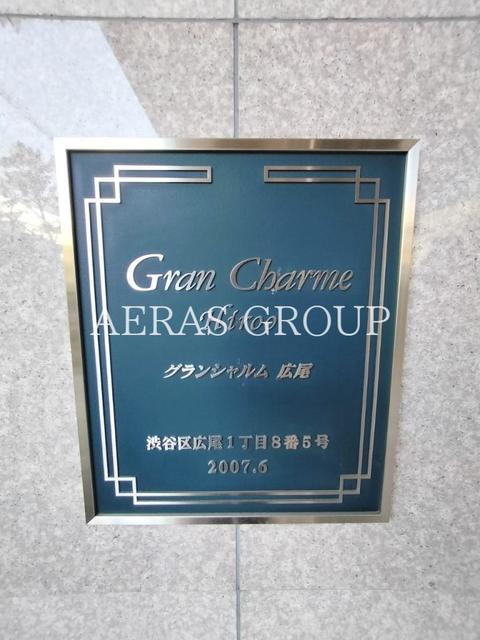 Gran Charme
Hiroo
AERAS GROUP
グランシャルム 広尾
渋谷区広尾1丁目8番5号
2007.6